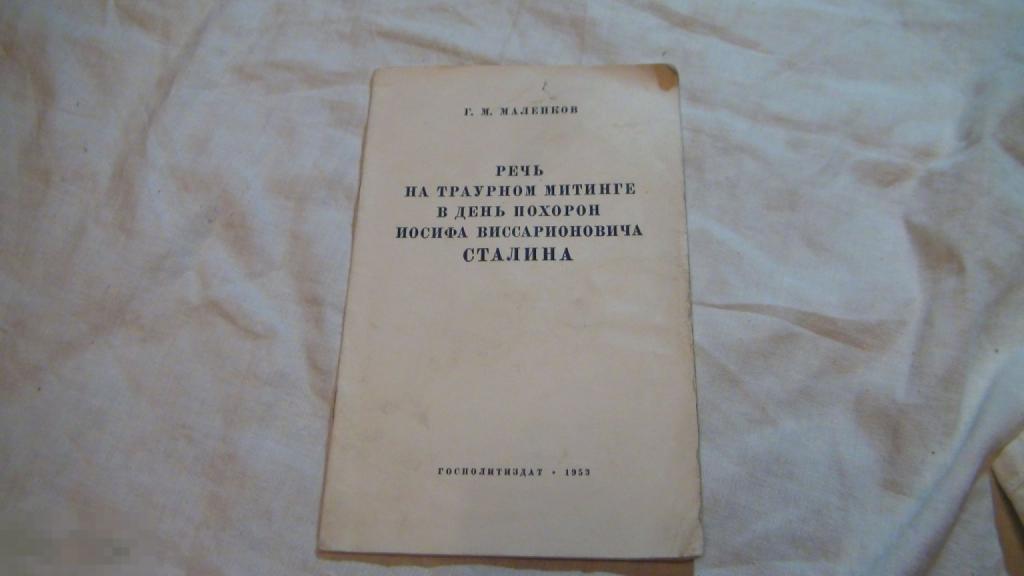 Г. М. МАЛЕНКОВ
РЕЧЬ
НА ТРАУРНОМ МИТИНГЕ
В ДЕНЬ ПОХОРОН
ИОСИФА ВИССАРИОНОВИЧА
СТАЛИНА
ГОСПОЛИТИЗДАТ • 1953